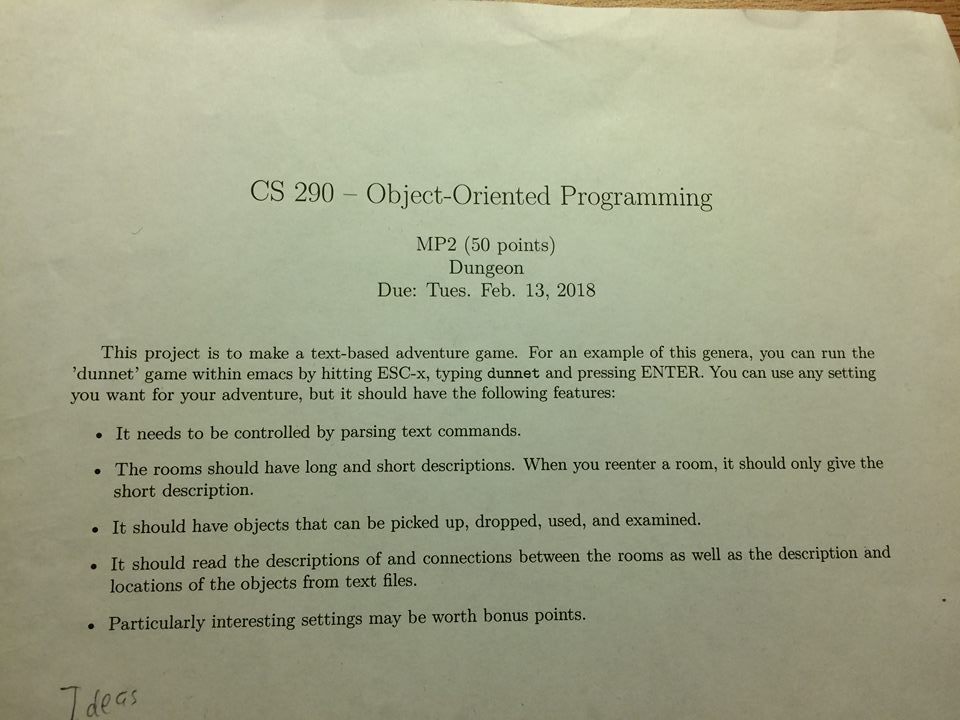 CS 290 – Object-Oriented Programming
MP2 (50 points)
Dungeon
Due: Tues. Feb. 13, 2018
This project is to make a text-based adventure game. For an example of this genera, you can run the
'dunnet' game within emacs by hitting ESC-x, typing dunnet and pressing ENTER. You can use any setting
you want for your adventure, but it should have the following features:
• It needs to be controlled by parsing text commands.
• The rooms should have long and short descriptions. When you reenter a room, it should only give the
short description.
• It should have objects that can be picked up, dropped, used, and examined.
• It should read the descriptions of and connections between the rooms as well as the description and
locations of the objects from text files.
• Particularly interesting settings may be worth bonus points.
Ideas